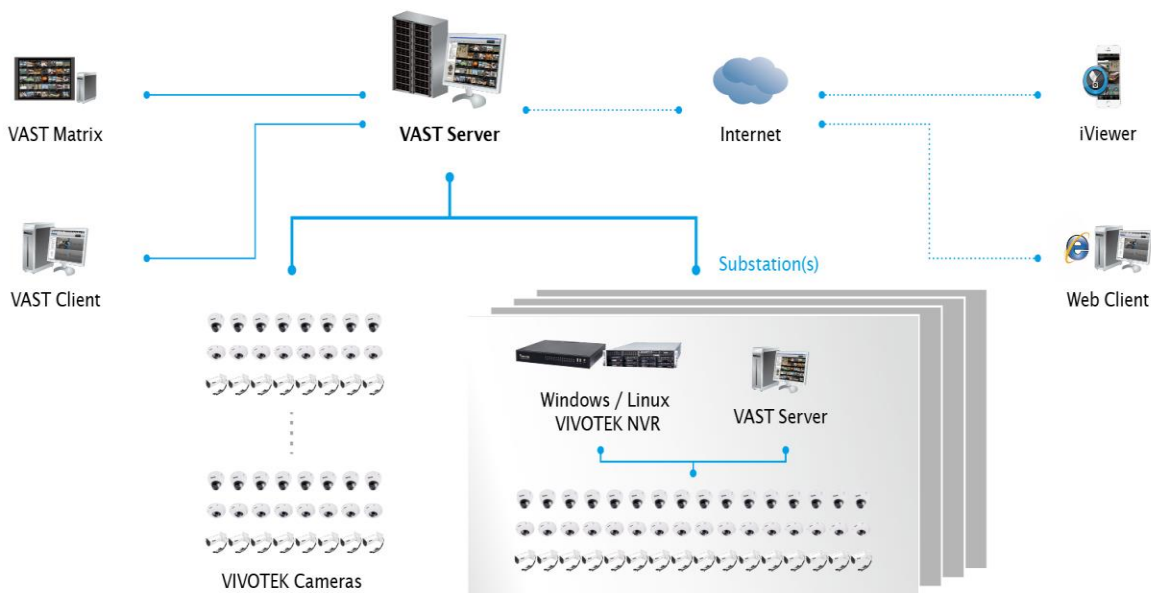 VAST Matrix
VAST Server
Internet
iViewer
VAST Client
Substation(s)
Web Client
Windows / Linux
VIVOTEK NVR
VAST Server
VIVOTEK Cameras